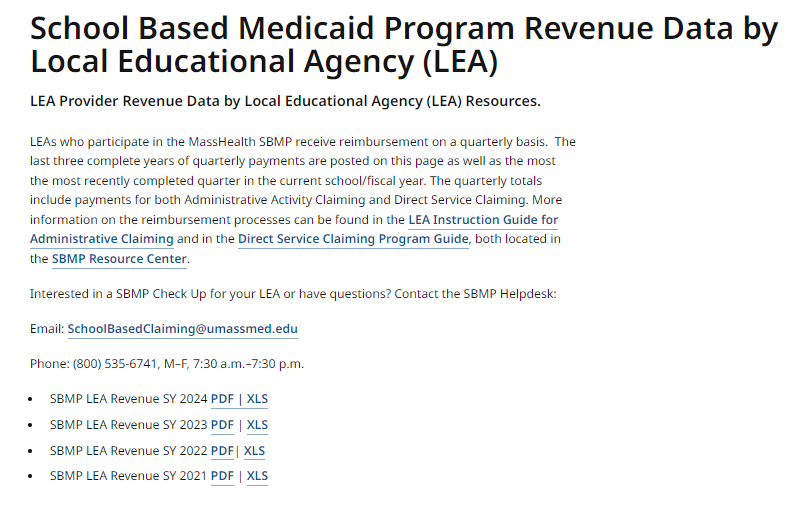 School Based Medicaid Program Revenue Data by
Local Educational Agency (LEA)
LEA Provider Revenue Data by Local Educational Agency (LEA) Resources.
LEAs who participate in the MassHealth SBMP receive reimbursement on a quarterly basis.  The
last three complete years of quarterly payments are posted on this page as well as the most
the most recently completed quarter in the current school/fiscal year. The quarterly totals
include payments for both Administrative Activity Claiming and Direct Service Claiming. More
information on the reimbursement processes can be found in the LEA Instruction Guide for
Administrative Claiming and in the Direct Service Claiming Program Guide, both located in
the SBMP Resource Center.
Interested in a SBMP Check Up for your LEA or have questions? Contact the SBMP Helpdesk:
Email: SchoolBasedClaiming@umassmed.edu
Phone: (800) 535-6741, M–F, 7:30 a.m.–7:30 p.m.
• SBMP LEA Revenue SY 2024 PDF | XLS
• SBMP LEA Revenue SY 2023 PDF | XLS
• SBMP LEA Revenue SY 2022 PDF| XLS
• SBMP LEA Revenue SY 2021 PDF | XLS